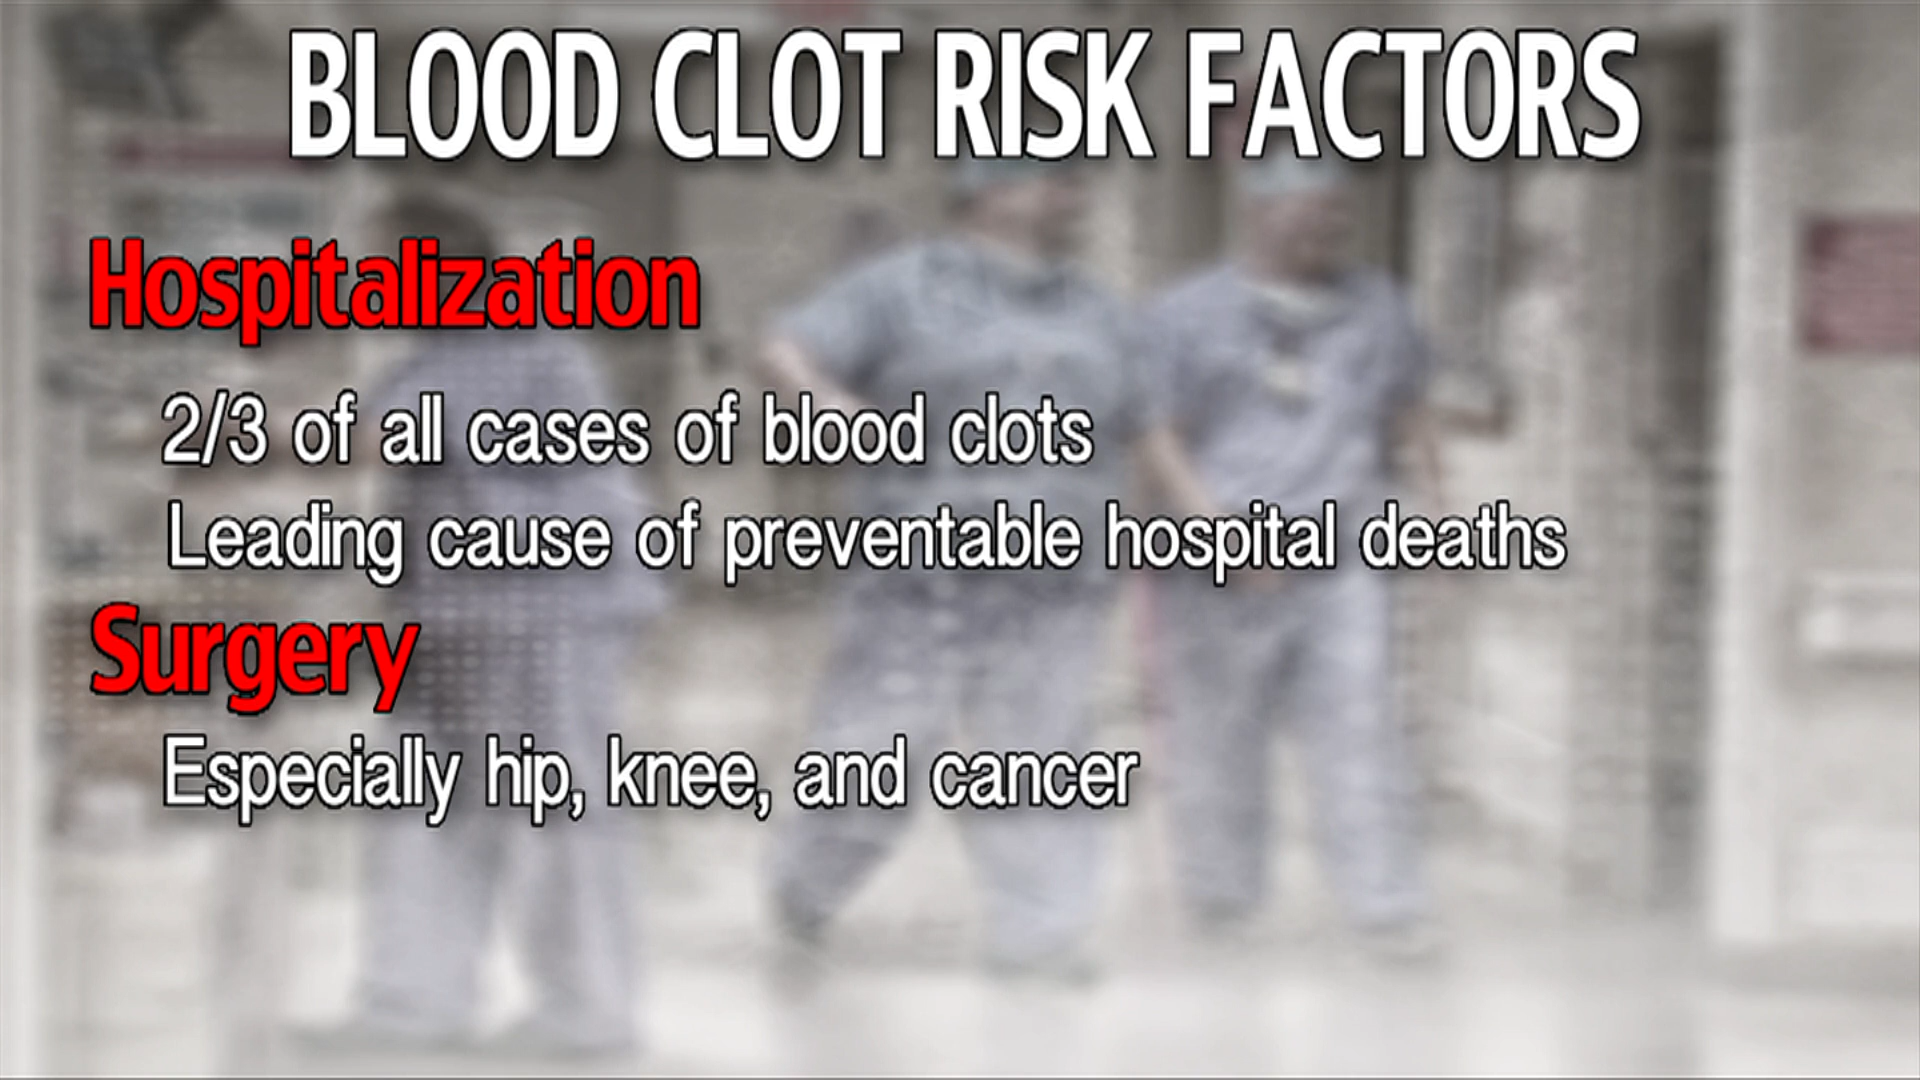 BLOOD CLOT RISK FACTORS
Hospitalization
2/3 of all cases of blood clots
Leading cause of preventable hospital deaths
Surgery
Especially hip, knee, and cancer